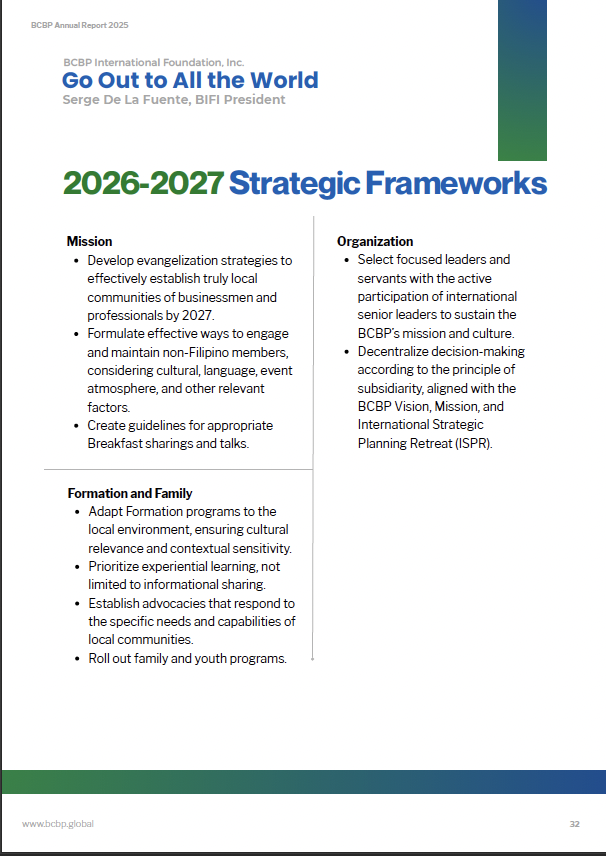 BCBP Annual Report 2025
BCBP International Foundation, Inc.
Go Out to All the World
Serge De La Fuente, BIFI President
2026-2027 Strategic Frameworks
Mission
• Develop evangelization strategies to
effectively establish truly local
communities of businessmen and
professionals by 2027.
• Formulate effective ways to engage
and maintain non-Filipino members,
considering cultural, language, event
atmosphere, and other relevant
factors.
• Create guidelines for appropriate
Breakfast sharings and talks.
Formation and Family
• Adapt Formation programs to the
local environment, ensuring cultural
relevance and contextual sensitivity.
• Prioritize experiential learning, not
limited to informational sharing.
• Establish advocacies that respond to
the specific needs and capabilities of
local communities.
• Roll out family and youth programs.
Organization
• Select focused leaders and
servants with the active
participation of international
senior leaders to sustain the
BCBP's mission and culture.
• Decentralize decision-making
according to the principle of
subsidiarity, aligned with the
BCBP Vision, Mission, and
International Strategic
Planning Retreat (ISPR).
www.bcbp.global
32